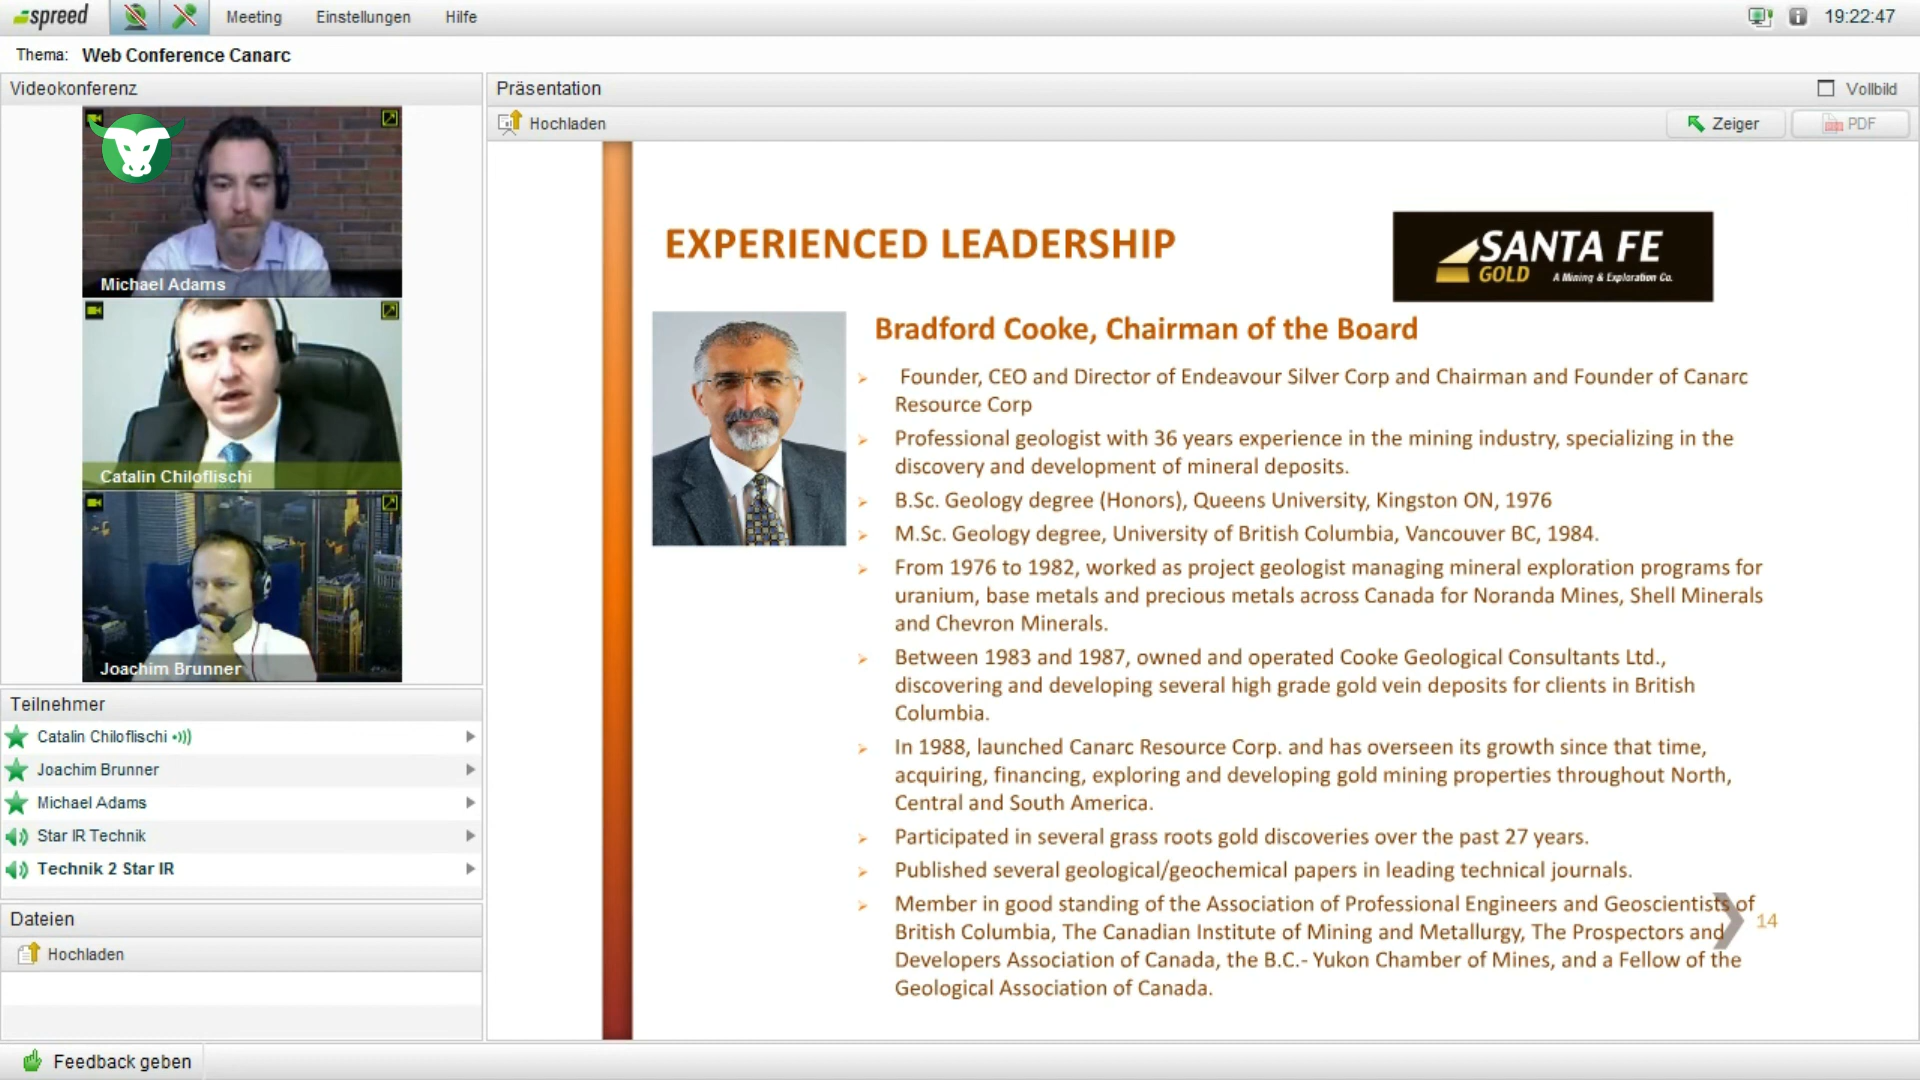 spreed
Meeting
Einstellungen
Hilfe
19:22:47
Thema: Web Conference Canarc
Videokonferenz
Michael Adams
Catalin Chiloflischi
Joachim Brunner
Teilnehmer
Catalin Chiloflischi
Joachim Brunner
Michael Adams
Star IR Technik
Technik 2 Star IR
Dateien
Hochladen
Feedback geben
Präsentation
Vollbild
Hochladen
Zeiger
PDF
EXPERIENCED LEADERSHIP
SANTA FE
GOLD
A Mining & Exploration Co.
Bradford Cooke, Chairman of the Board
Founder, CEO and Director of Endeavour Silver Corp and Chairman and Founder of Canarc
Resource Corp
Professional geologist with 36 years experience in the mining industry, specializing in the
discovery and development of mineral deposits.
B.Sc. Geology degree (Honors), Queens University, Kingston ON, 1976
M.Sc. Geology degree, University of British Columbia, Vancouver BC, 1984.
From 1976 to 1982, worked as project geologist managing mineral exploration programs for
uranium, base metals and precious metals across Canada for Noranda Mines, Shell Minerals
and Chevron Minerals.
Between 1983 and 1987, owned and operated Cooke Geological Consultants Ltd.,
discovering and developing several high grade gold vein deposits for clients in British
Columbia.
In 1988, launched Canarc Resource Corp. and has overseen its growth since that time,
acquiring, financing, exploring and developing gold mining properties throughout North,
Central and South America.
Participated in several grass roots gold discoveries over the past 27 years.
Published several geological/geochemical papers in leading technical journals.
Member in good standing of the Association of Professional Engineers and Geoscientists of
British Columbia, The Canadian Institute of Mining and Metallurgy, The Prospectors and
Developers Association of Canada, the B.C.- Yukon Chamber of Mines, and a Fellow of the
Geological Association of Canada.
14